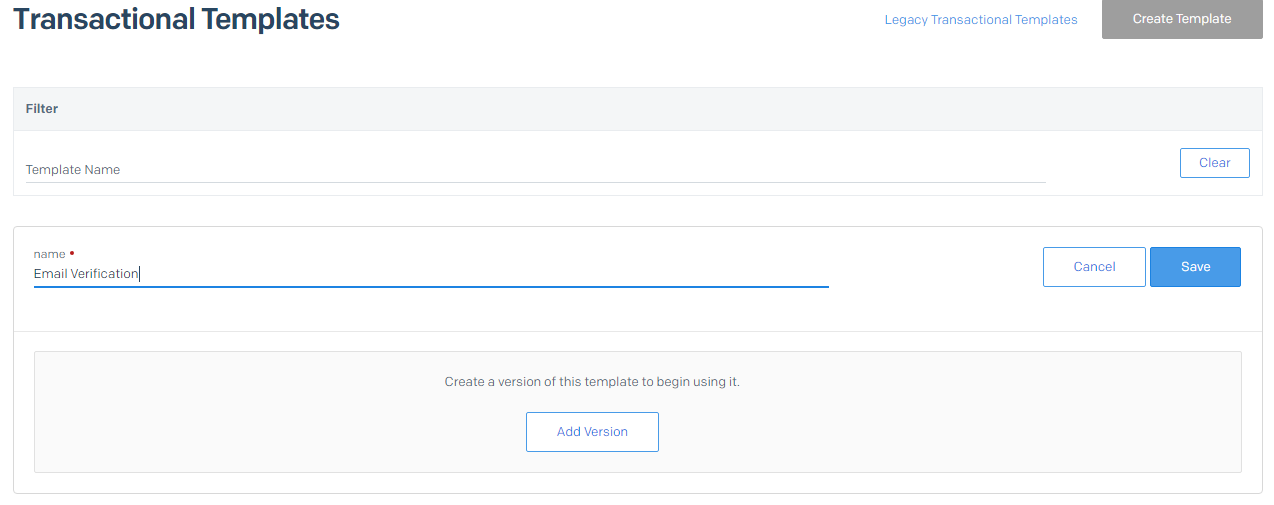 Transactional Templates
Legacy Transactional Templates
Create Template
Filter
Template Name
Clear
name •
Email Verification
Cancel
Save
Create a version of this template to begin using it.
Add Version